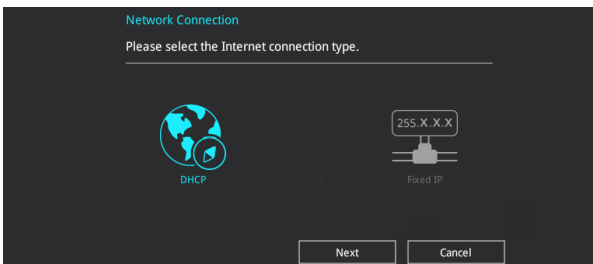 Network Connection
Please select the Internet connection type.
255.X.X.X
DHCP : Fixed IP
Next Cancel